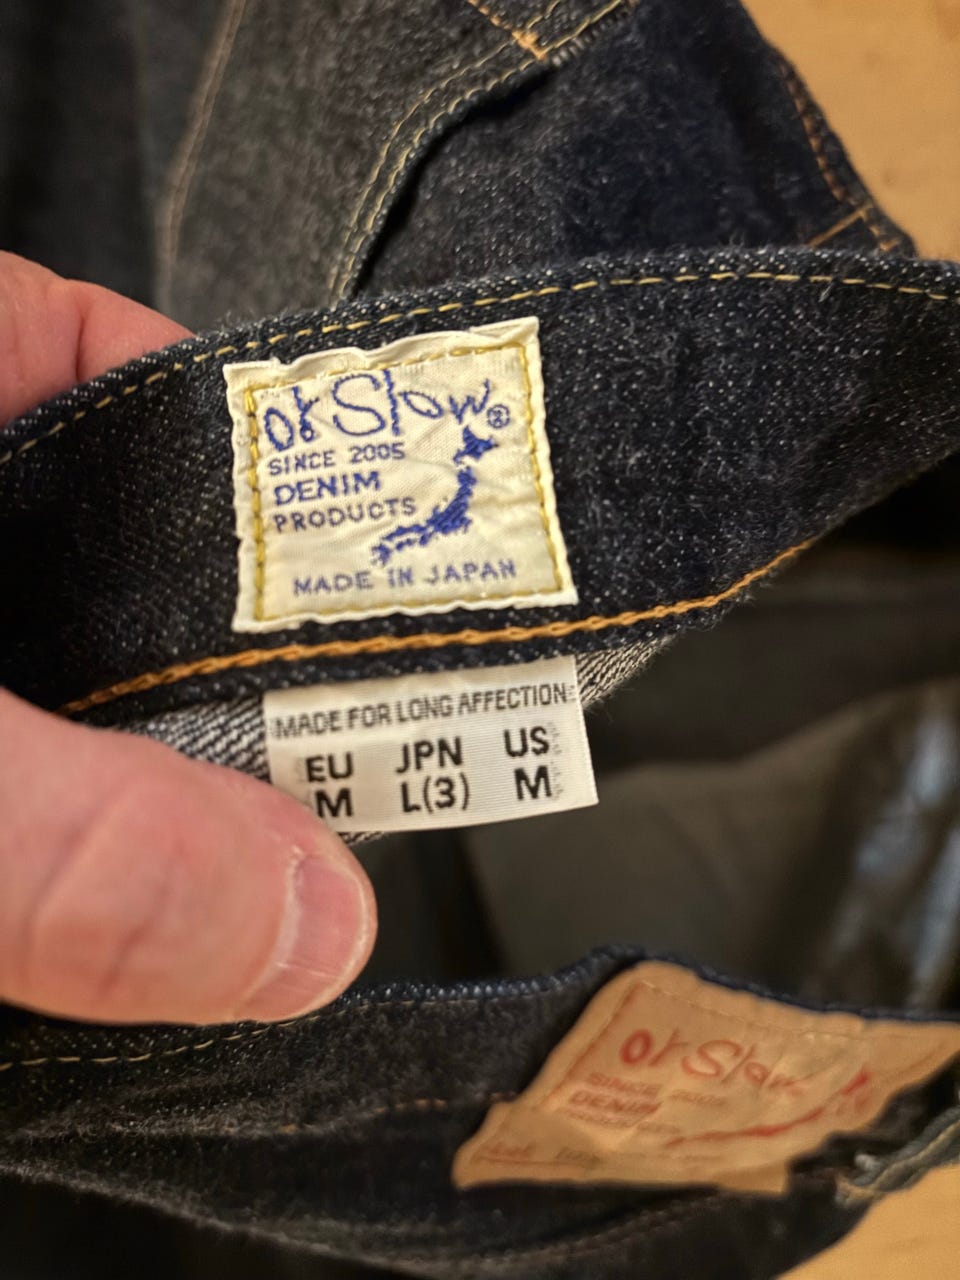 orSlow®
SINCE 2005
DENIM
PRODUCTS
MADE IN JAPAN
MADE FOR LONG AFFECTION
EU JPN US
M L(3) M
orSlow
SINCE 2005
DENIM